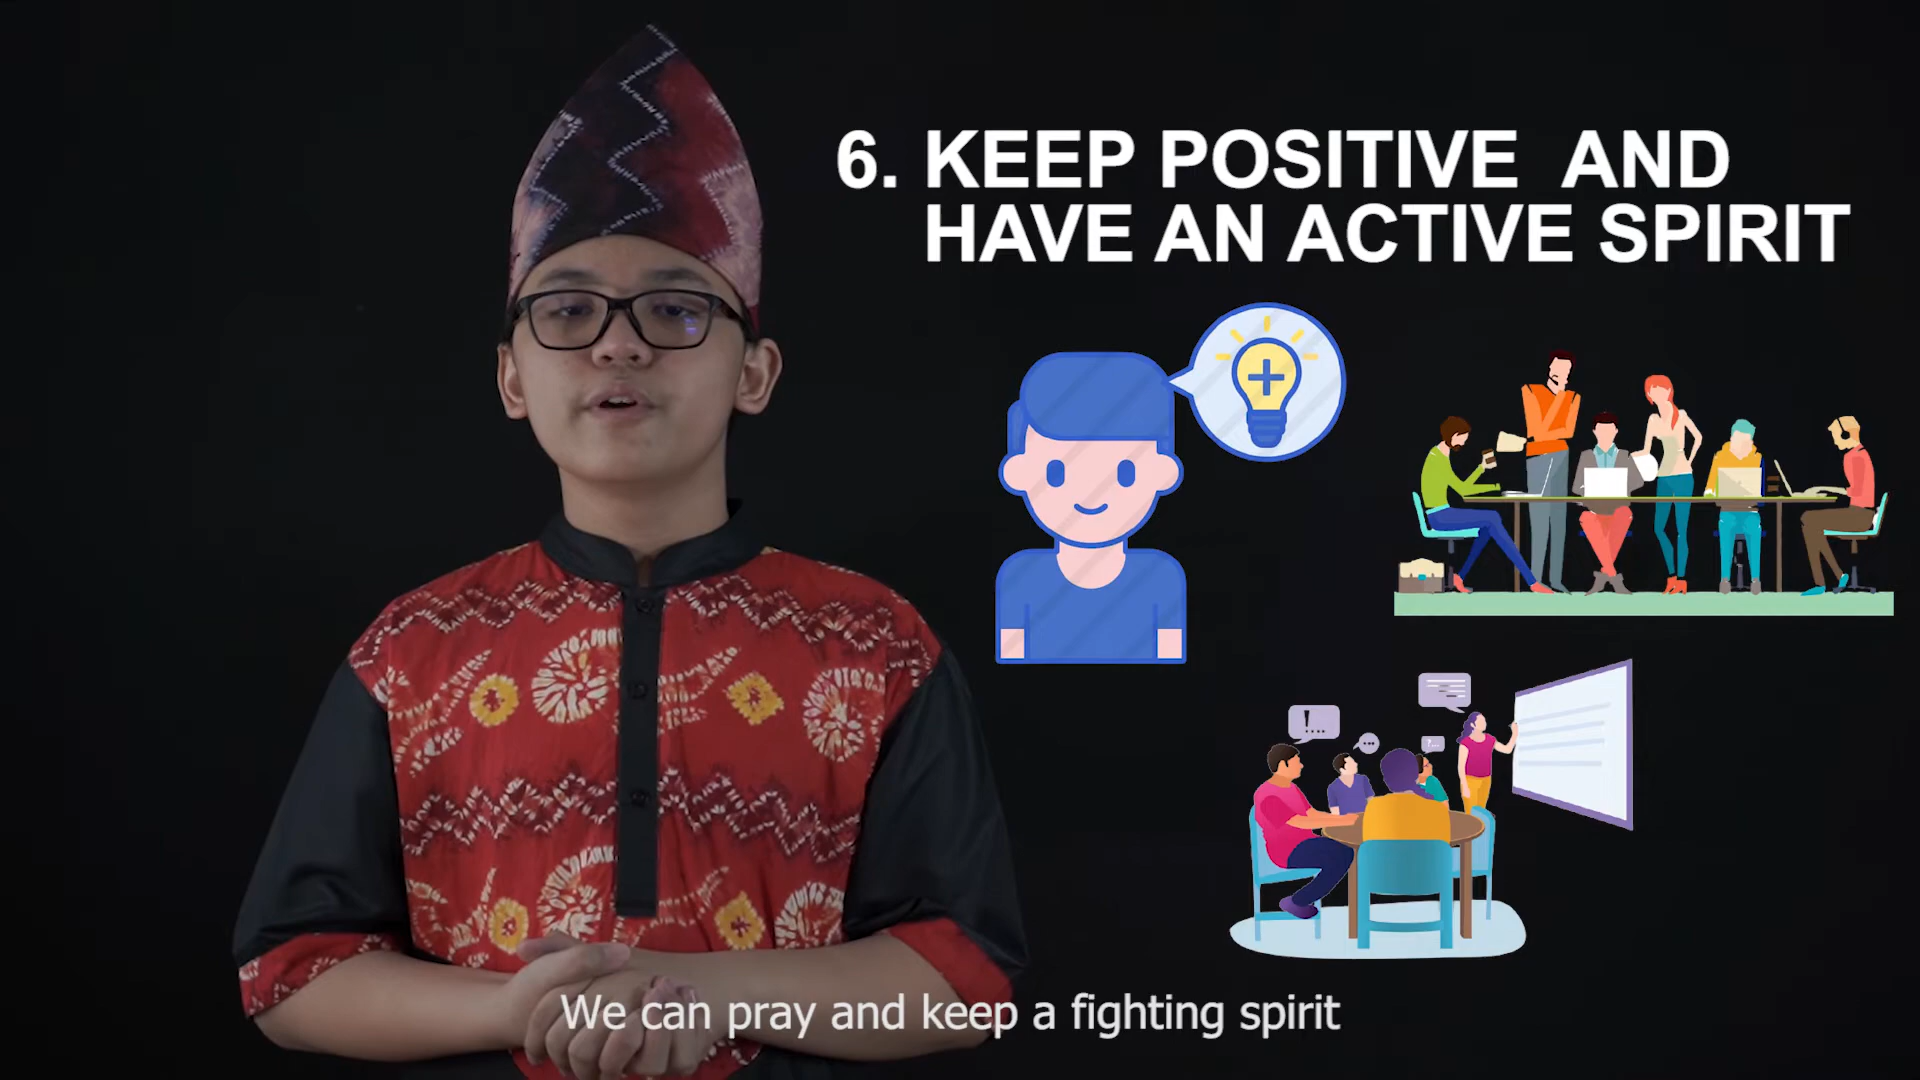 6. KEEP POSITIVE AND
HAVE AN ACTIVE SPIRIT
!....
...
?...
We can pray and keep a fighting spirit